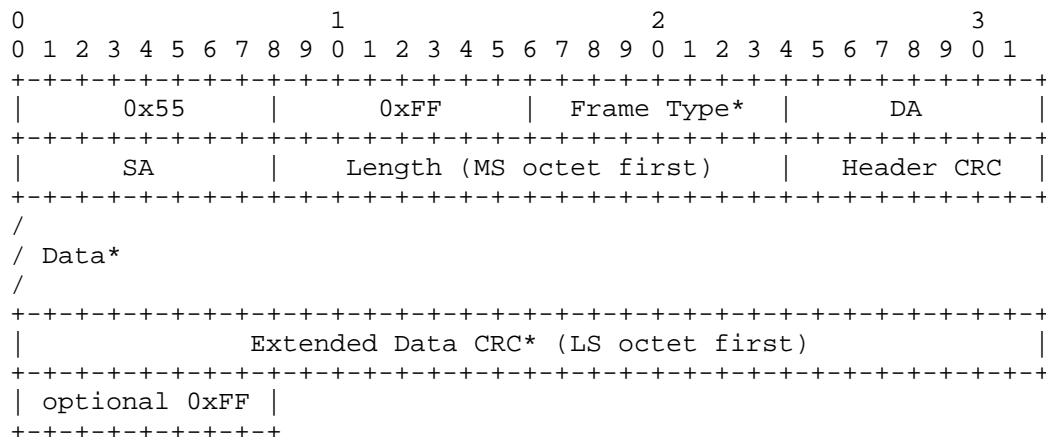 0                   1                   2                   3
0 1 2 3 4 5 6 7 8 9 0 1 2 3 4 5 6 7 8 9 0 1 2 3 4 5 6 7 8 9 0 1
+-+-+-+-+-+-+-+-+-+-+-+-+-+-+-+-+-+-+-+-+-+-+-+-+-+-+-+-+-+-+-+-+
|      0x55     |      0xFF     |  Frame Type*  |      DA       |
+-+-+-+-+-+-+-+-+-+-+-+-+-+-+-+-+-+-+-+-+-+-+-+-+-+-+-+-+-+-+-+-+
|      SA       |    Length (MS octet first)    |   Header CRC  |
+-+-+-+-+-+-+-+-+-+-+-+-+-+-+-+-+-+-+-+-+-+-+-+-+-+-+-+-+-+-+-+-+
/
/ Data*
/
+-+-+-+-+-+-+-+-+-+-+-+-+-+-+-+-+-+-+-+-+-+-+-+-+-+-+-+-+-+-+-+-+
|              Extended Data CRC* (LS octet first)              |
+-+-+-+-+-+-+-+-+-+-+-+-+-+-+-+-+-+-+-+-+-+-+-+-+-+-+-+-+-+-+-+-+
| optional 0xFF |
+-+-+-+-+-+-+-+-+